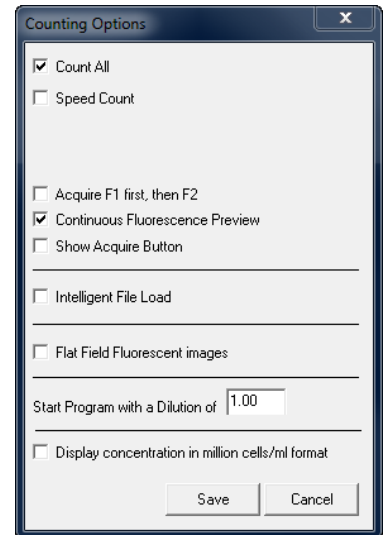 Counting Options
Count All
Speed Count
Acquire F1 first, then F2
Continuous Fluorescence Preview
Show Acquire Button
Intelligent File Load
Flat Field Fluorescent images
Start Program with a Dilution of 1.00
Display concentration in million cells/ml format
Save Cancel